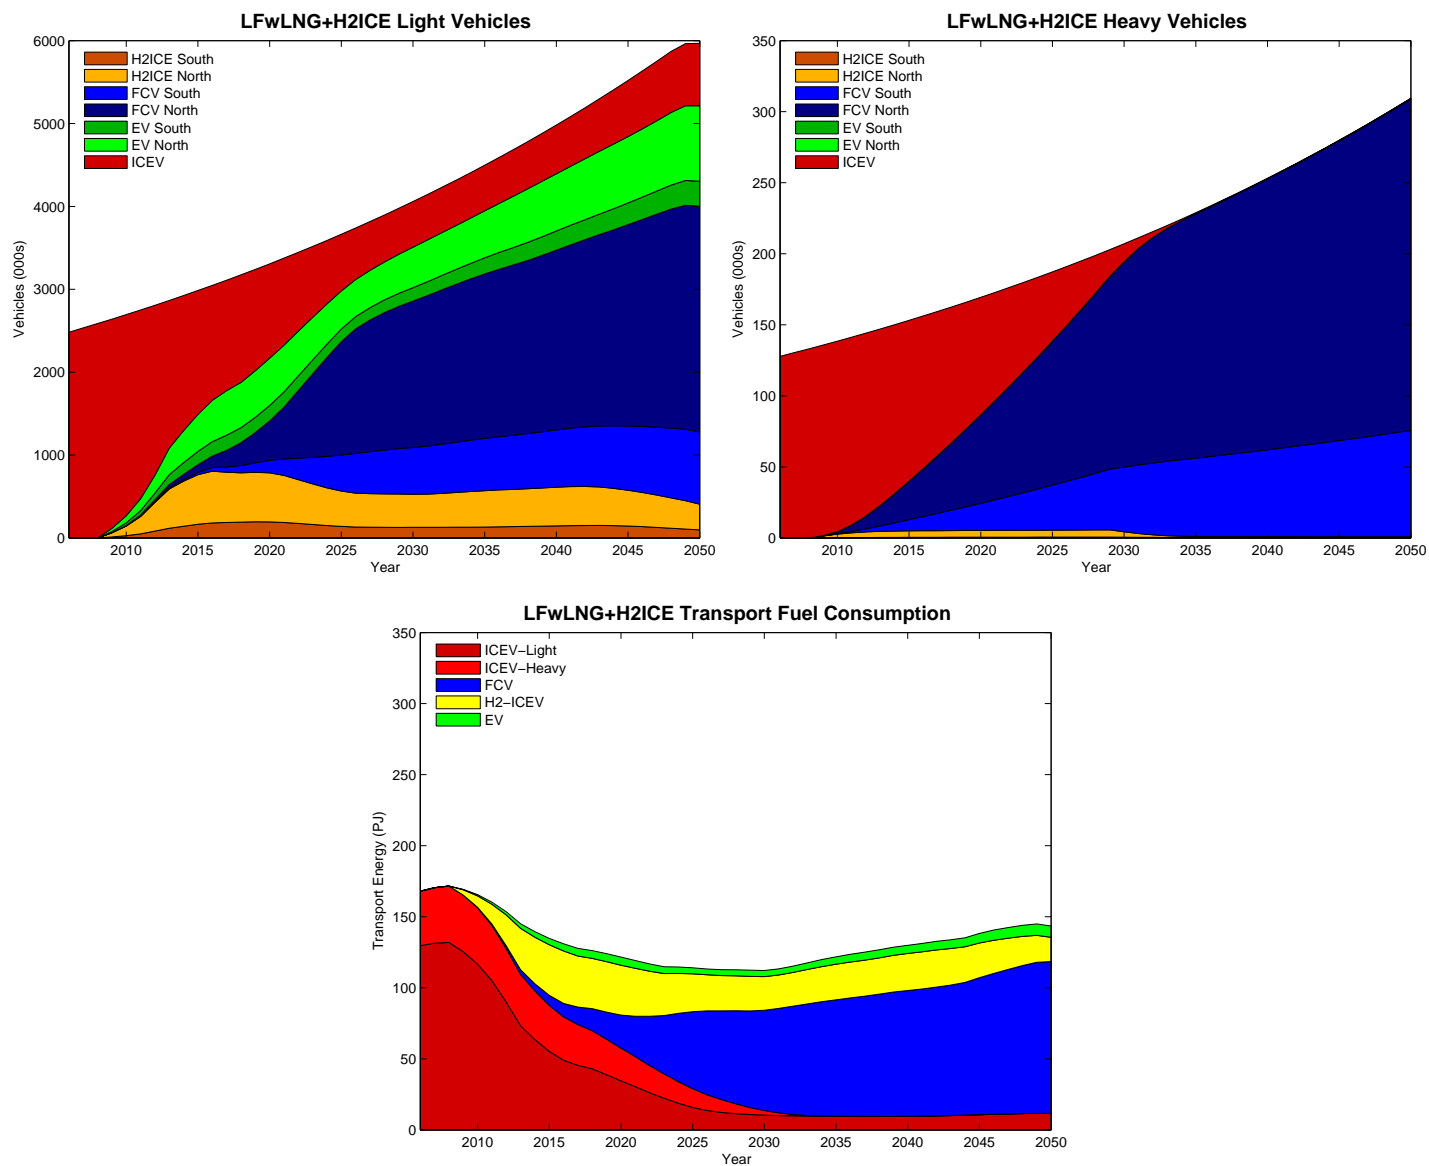 LFwLNG+H2ICE Light Vehicles
6000
5000
4000
3000
2000
1000
0
Vehicles (000s)
H2ICE South
H2ICE North
FCV South
FCV North
EV South
EV North
ICEV
2010 2015 2020 2025 2030 2035 2040 2045 2050
Year
LFwLNG+H2ICE Heavy Vehicles
350
300
250
200
150
100
50
0
Vehicles (000s)
H2ICE South
H2ICE North
FCV South
FCV North
EV South
EV North
ICEV
2010 2015 2020 2025 2030 2035 2040 2045 2050
Year
LFwLNG+H2ICE Transport Fuel Consumption
350
300
250
200
150
100
50
0
Transport Energy (PJ)
ICEV−Light
ICEV−Heavy
FCV
H2−ICEV
EV
2010 2015 2020 2025 2030 2035 2040 2045 2050
Year